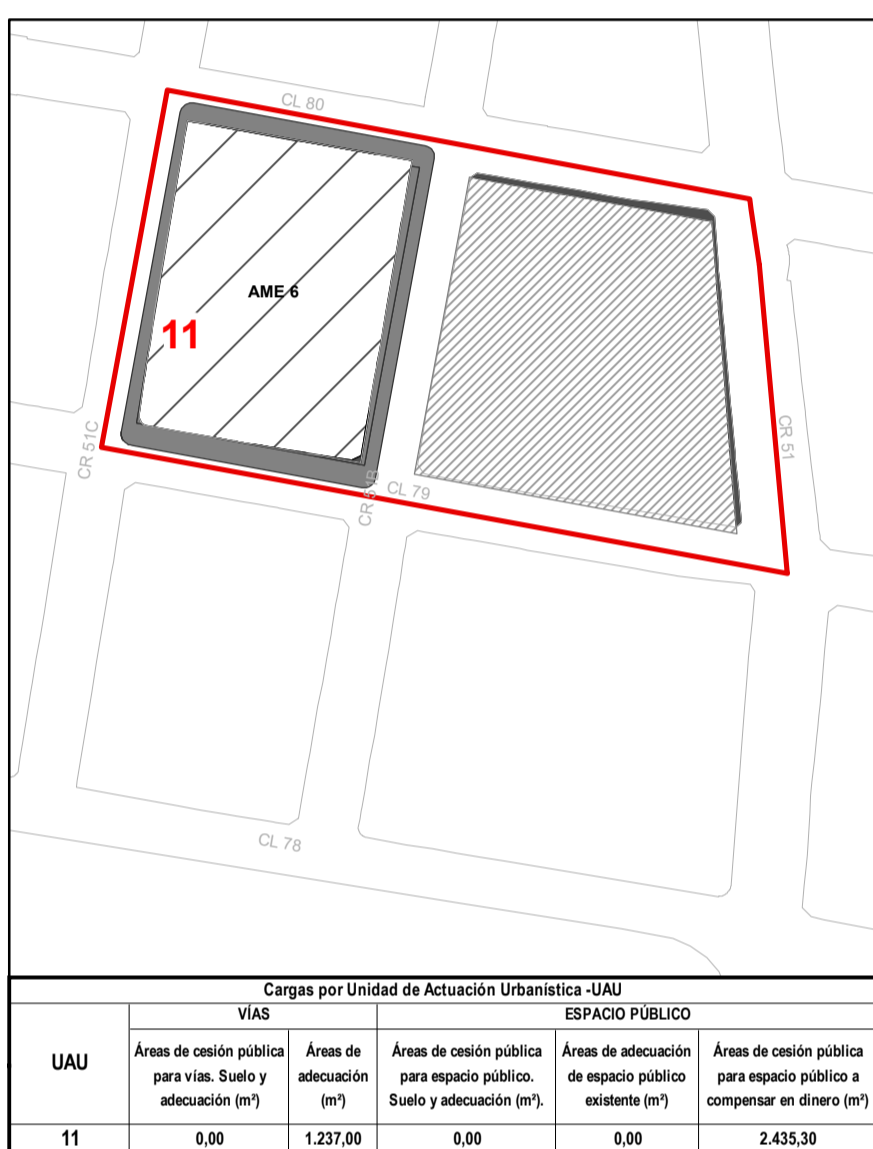 CL 80
AME 6
11
CR 51C
CR 51B
CL 79
CR 51
CL 78
Cargas por Unidad de Actuación Urbanística -UAU
VÍAS
ESPACIO PÚBLICO
UAU
Áreas de cesión pública
para vías. Suelo y
adecuación (m²)
Áreas de
adecuación
(m²)
Áreas de cesión pública
para espacio público.
Suelo y adecuación (m²).
Áreas de adecuación
de espacio público
existente (m²)
Áreas de cesión pública
para espacio público a
compensar en dinero (m²)
11 0,00 1.237,00 0,00 0,00 2.435,30